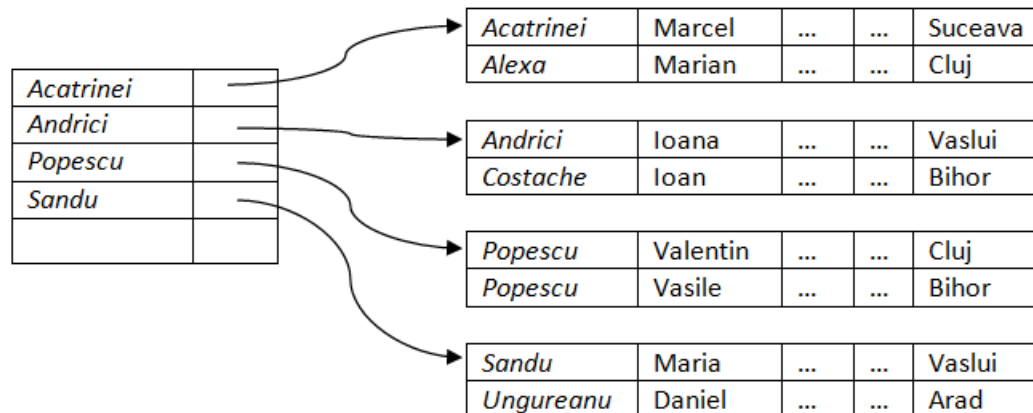 Acatrinei
Andrici
Popescu
Sandu
Acatrinei Marcel ... ... Suceava
Alexa Marian ... ... Cluj
Andrici Ioana ... ... Vaslui
Costache Ioan ... ... Bihor
Popescu Valentin ... ... Cluj
Popescu Vasile ... ... Bihor
Sandu Maria ... ... Vaslui
Ungureanu Daniel ... ... Arad